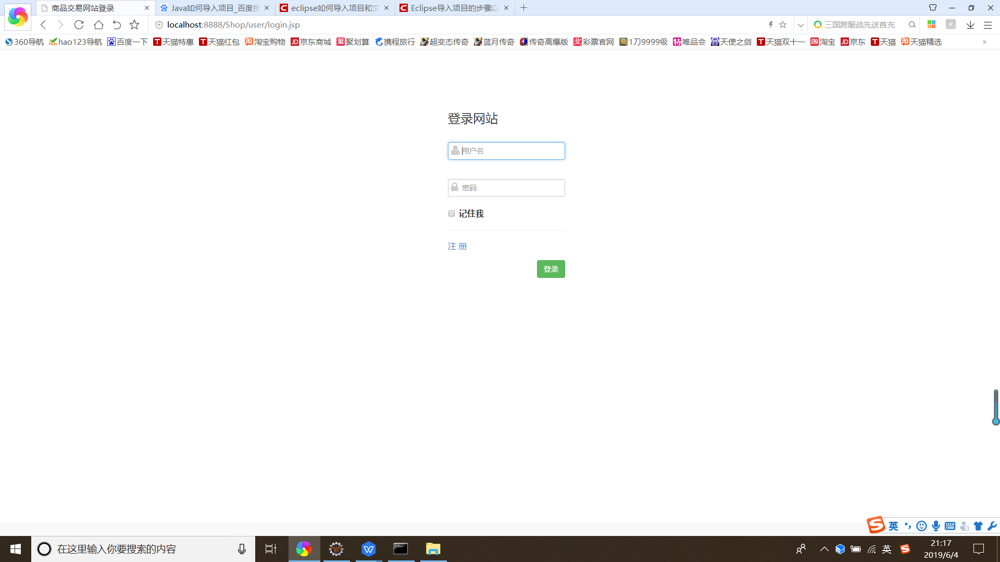 商品交易网站登录
Java如何导入项目_百度搜
eclipse如何导入项目和文
Eclipse导入项目的步骤以
localhost:8888/Shop/user/login.jsp
三国跨服战先送首充
360导航 hao123导航 百度一下 天猫特惠 天猫红包 淘宝购物 京东商城 聚划算 携程旅行 超变态传奇 蓝月传奇 传奇高爆版 彩票官网 1刀9999级 唯品会 天使之剑 天猫双十一 淘宝 京东 天猫 天猫精选
登录网站
用户名
密码
记住我
注 册
登录
英
在这里输入你要搜索的内容
英
21:17
2019/6/4